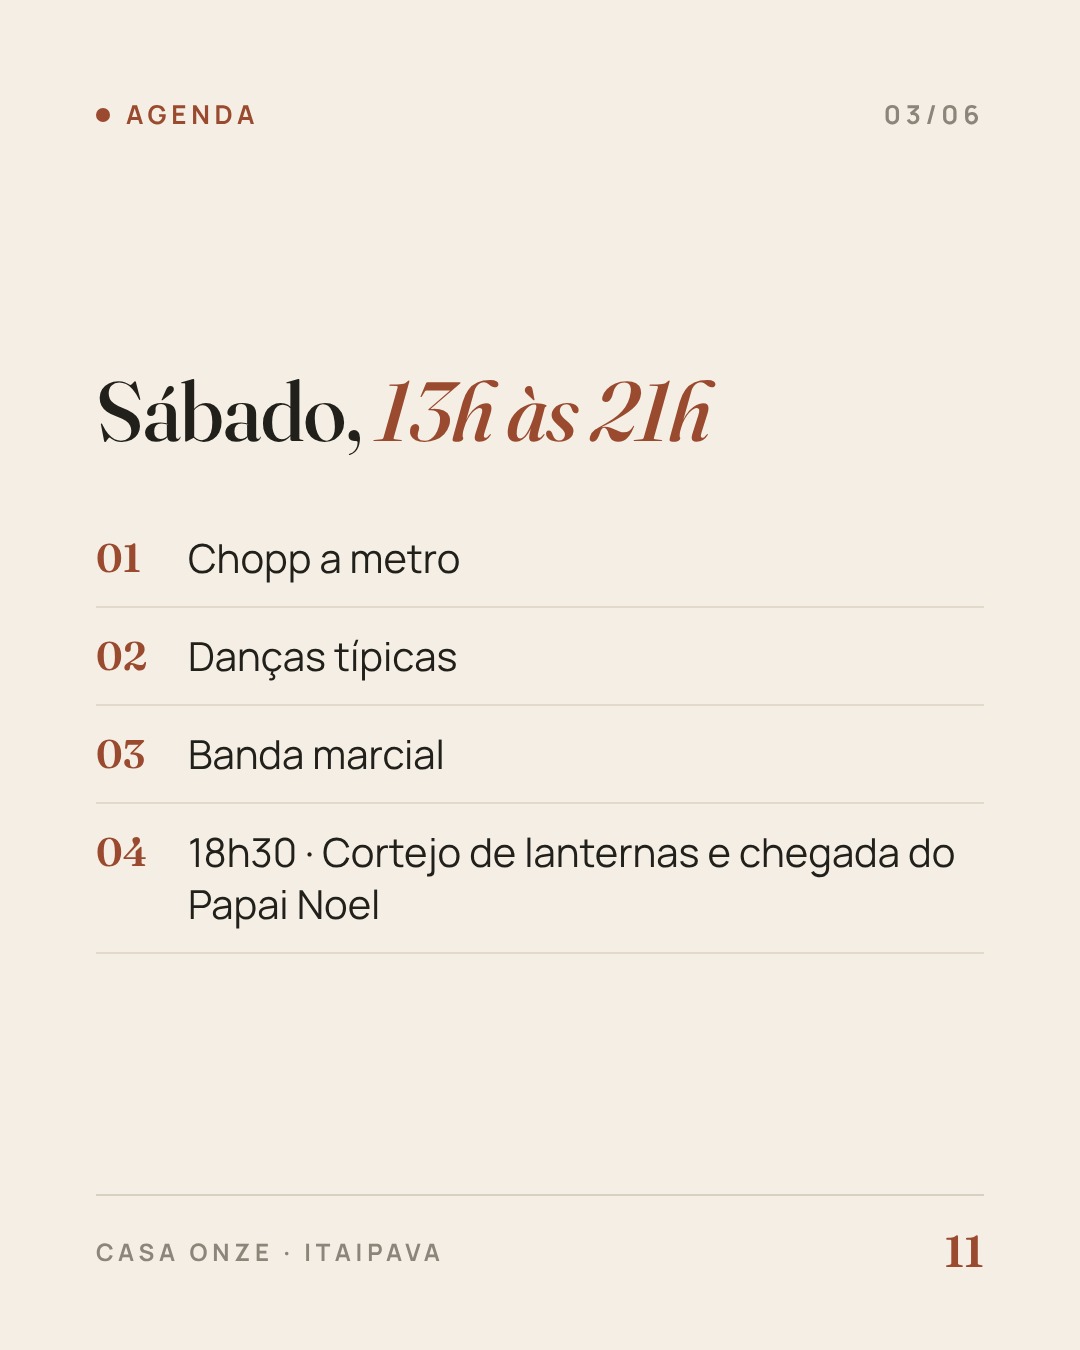 AGENDA
03/06
Sábado, 13h às 21h
01 Chopp a metro
02 Danças típicas
03 Banda marcial
04 18h30 · Cortejo de lanternas e chegada do
Papai Noel
CASA ONZE · ITAIPAVA
11